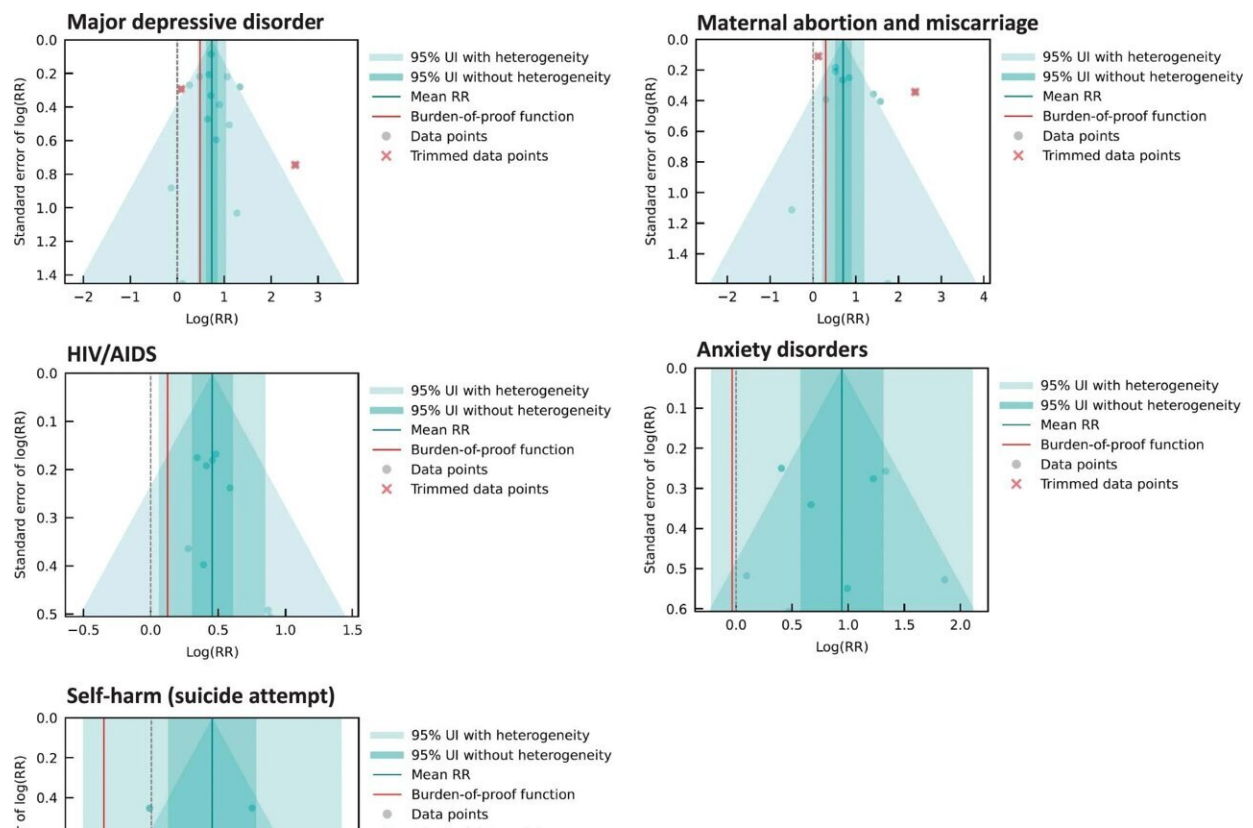 Major depressive disorder
Standard error of log(RR)
0.0
0.2
0.4
0.6
0.8
1.0
1.2
1.4
−2 −1 0 1 2 3
Log(RR)
95% UI with heterogeneity
95% UI without heterogeneity
Mean RR
Burden-of-proof function
Data points
Trimmed data points
Maternal abortion and miscarriage
Standard error of log(RR)
0.0
0.2
0.4
0.6
0.8
1.0
1.2
1.4
−2 −1 0 1 2 3 4
Log(RR)
95% UI with heterogeneity
95% UI without heterogeneity
Mean RR
Burden-of-proof function
Data points
Trimmed data points
HIV/AIDS
Standard error of log(RR)
0.0
0.1
0.2
0.3
0.4
0.5
−0.5 0.0 0.5 1.0 1.5
Log(RR)
95% UI with heterogeneity
95% UI without heterogeneity
Mean RR
Burden-of-proof function
Data points
Trimmed data points
Anxiety disorders
Standard error of log(RR)
0.0
0.1
0.2
0.3
0.4
0.5
0.6
0.0 0.5 1.0 1.5 2.0
Log(RR)
95% UI with heterogeneity
95% UI without heterogeneity
Mean RR
Burden-of-proof function
Data points
Trimmed data points
Self-harm (suicide attempt)
of log(RR)
0.0
0.2
0.4
95% UI with heterogeneity
95% UI without heterogeneity
Mean RR
Burden-of-proof function
Data points